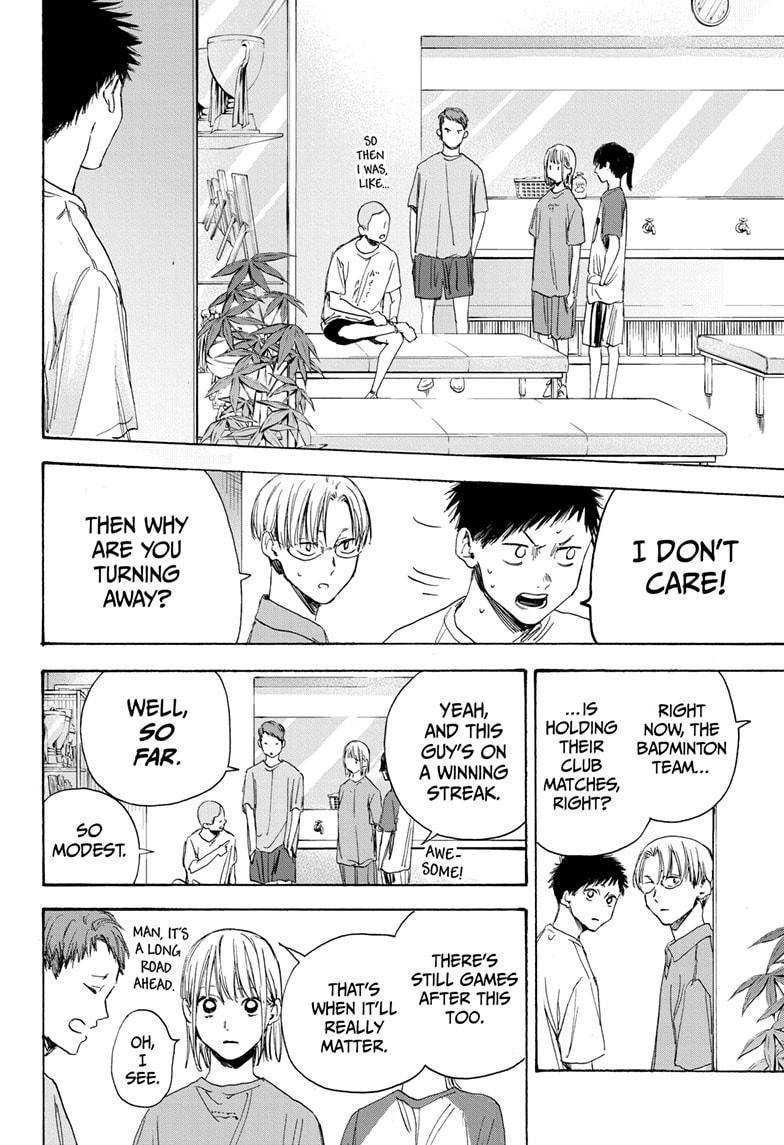 SO
THEN
I WAS,
LIKE...
I DON'T
CARE!
THEN WHY
ARE YOU
TURNING
AWAY?
RIGHT
NOW, THE
BADMINTON
TEAM...
...IS
HOLDING
THEIR
CLUB
MATCHES,
RIGHT?
YEAH,
AND THIS
GUY'S ON
A WINNING
STREAK.
AWE-
SOME!
WELL,
SO
FAR.
SO
MODEST.
THERE'S
STILL GAMES
AFTER THIS
TOO.
THAT'S
WHEN IT'LL
REALLY
MATTER.
MAN, IT'S
A LONG
ROAD
AHEAD.
OH,
I
SEE.